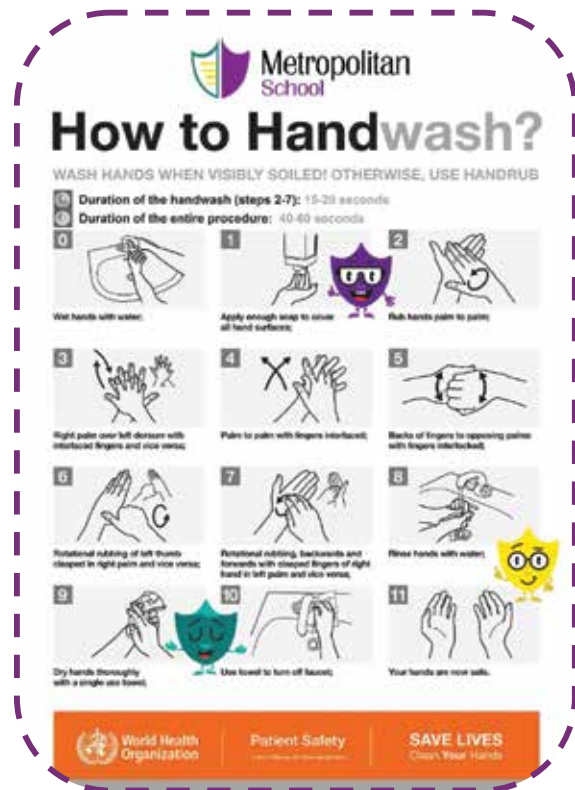 Metropolitan
School
How to Handwash?
WASH HANDS WHEN VISIBLY SOILED! OTHERWISE, USE HANDRUB
Duration of the handwash (steps 2-7): 15-20 seconds
Duration of the entire procedure: 40-60 seconds
0
1
2
Wet hands with water;
Apply enough soap to cover
all hand surfaces;
Rub hands palm to palm;
3
4
5
Right palm over left dorsum with
interlaced fingers and vice versa;
Palm to palm with fingers interlaced;
Backs of fingers to opposing palms
with fingers interlocked;
6
7
8
Rotational rubbing of left thumb
clasped in right palm and vice versa;
Rotational rubbing, backwards and
forwards with clasped fingers of right
hand in left palm and vice versa;
Rinse hands with water;
9
10
11
Dry hands thoroughly
with a single use towel;
Use towel to turn off faucet;
Your hands are now safe.
World Health
Organization
Patient Safety
SAVE LIVES
Clean Your Hands